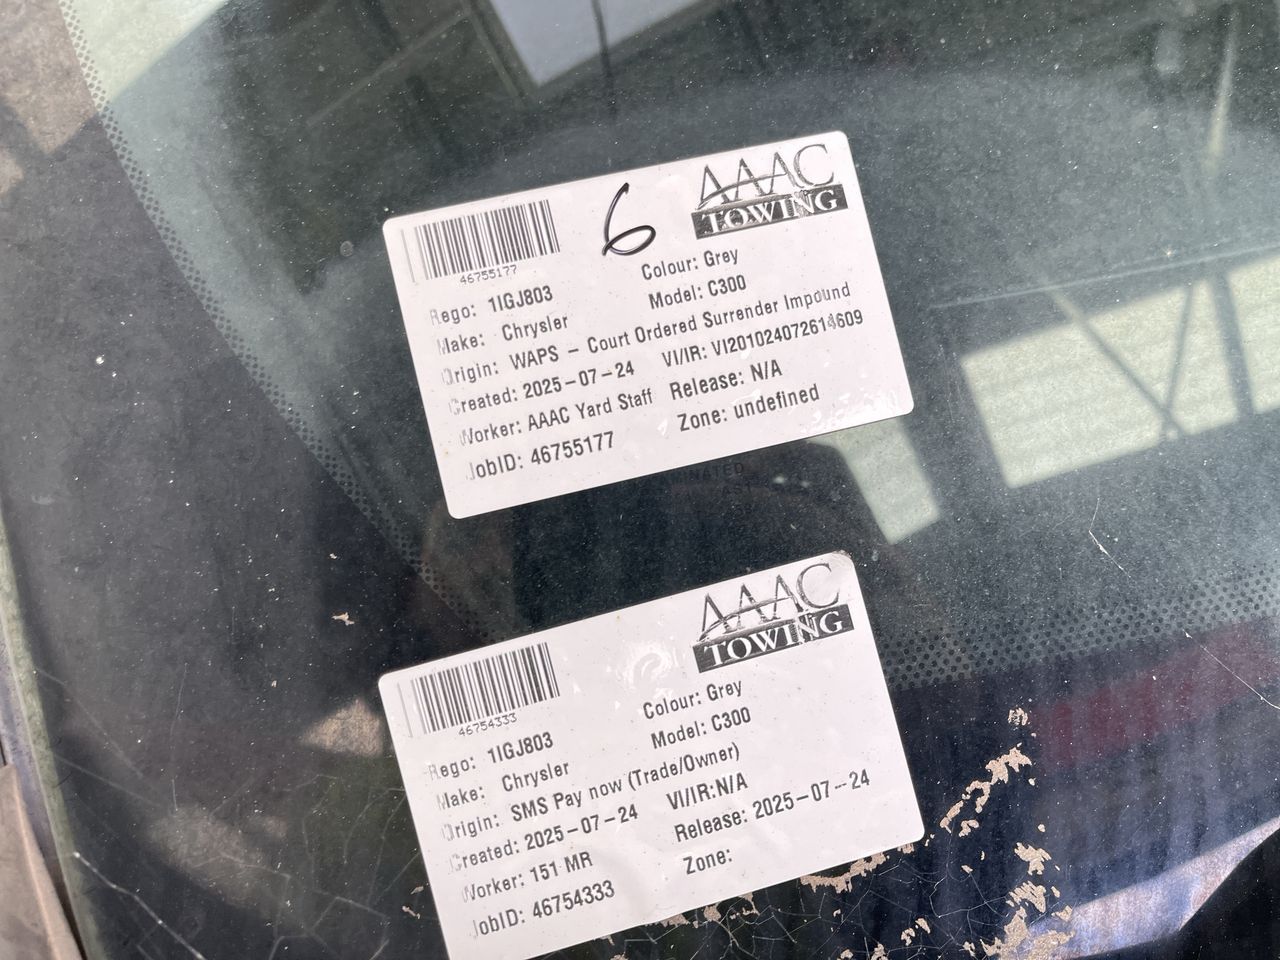 46755177
6
AAAC
TOWING
Rego: 1IGJ803
Colour: Grey
Make: Chrysler
Model: C300
Origin: WAPS - Court Ordered Surrender Impound
Created: 2025-07-24
VI/IR: VI201024072614609
Worker: AAAC Yard Staff
Release: N/A
JobID: 46755177
Zone: undefined
46754333
AAAC
TOWING
Rego: 1IGJ803
Colour: Grey
Make: Chrysler
Model: C300
Origin: SMS Pay now (Trade/Owner)
Created: 2025-07-24
VI/IR:N/A
Worker: 151 MR
Release: 2025-07-24
JobID: 46754333
Zone: